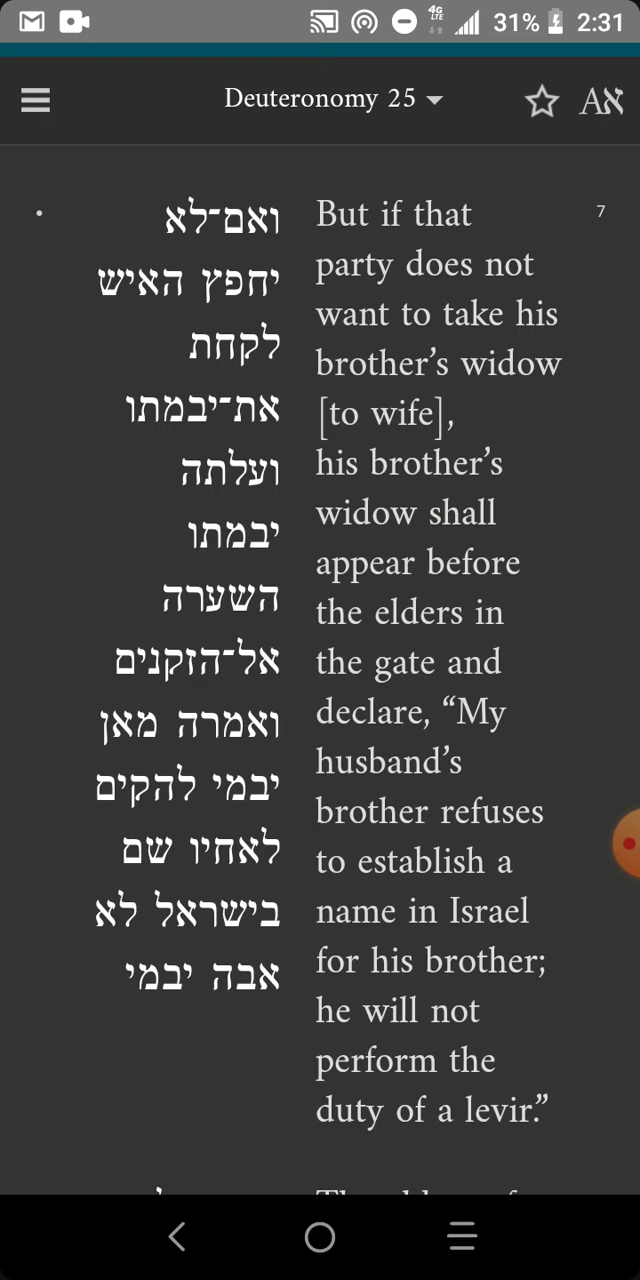 31% 2:31
Deuteronomy 25
ואם־לא
יחפץ האיש
לקחת
את־יבמתו
ועלתה
יבמתו
השערה
אל־הזקנים
ואמרה מאן
יבמי להקים
לאחיו שם
בישראל לא
אבה יבמי
7
But if that
party does not
want to take his
brother’s widow
[to wife],
his brother’s
widow shall
appear before
the elders in
the gate and
declare, “My
husband’s
brother refuses
to establish a
name in Israel
for his brother;
he will not
perform the
duty of a levir.”